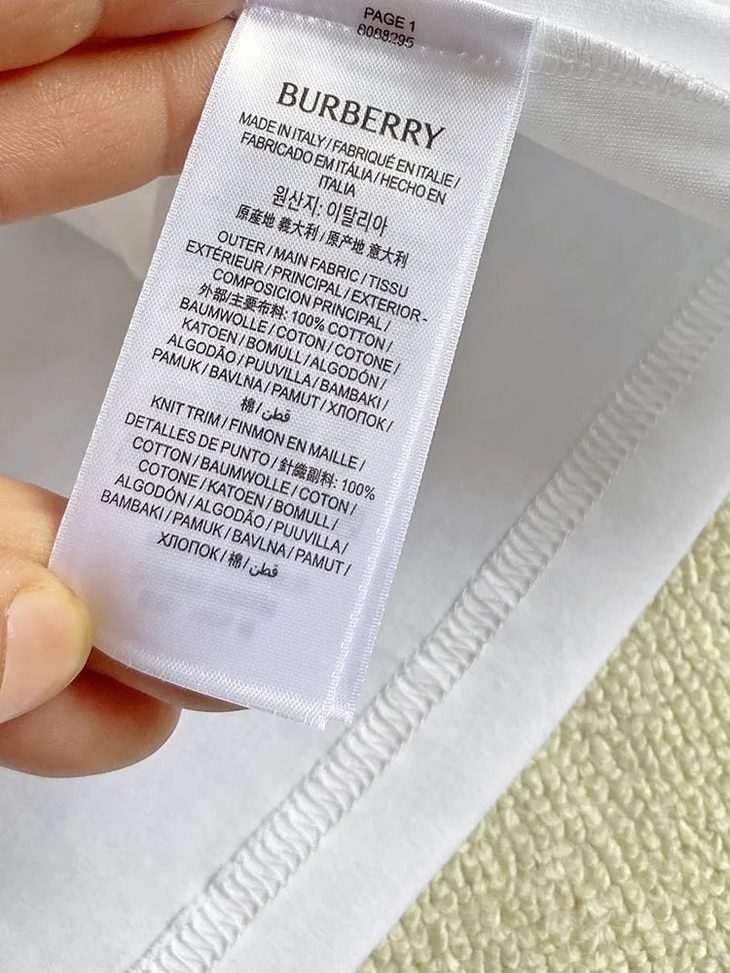 PAGE 1
8088295
BURBERRY
MADE IN ITALY / FABRIQUÉ EN ITALIE /
FABRICADO EM ITÁLIA / HECHO EN
ITALIA
원산지: 이탈리아
原産地 義大利 / 原产地 意大利
OUTER / MAIN FABRIC / TISSU
EXTÉRIEUR / PRINCIPAL / EXTERIOR -
COMPOSICION PRINCIPAL /
外部/主要布料: 100% COTTON /
BAUMWOLLE / COTON / COTONE /
KATOEN / BOMULL / ALGODÓN /
ALGODÃO / PUUVILLA / BAMBAKI /
PAMUK / BAVLNA / PAMUT / ХЛОПОК /
棉 / قطن
KNIT TRIM / FINMON EN MAILLE /
DETALLES DE PUNTO / 針織副料: 100%
COTTON / BAUMWOLLE / COTON /
COTONE / KATOEN / BOMULL /
ALGODÓN / ALGODÃO / PUUVILLA /
BAMBAKI / PAMUK / BAVLNA / PAMUT /
ХЛОПОК / 棉 / قطن